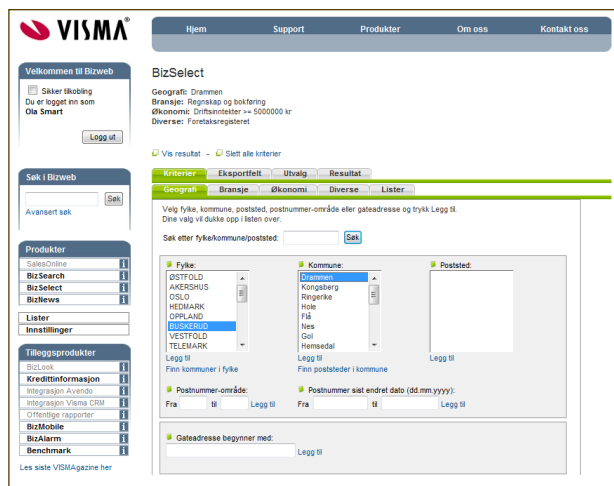 VISMA®
Hjem Support Produkter Om oss Kontakt oss
Velkommen til Bizweb
Sikker tilkobling
Du er logget inn som
Ola Smart
Logg ut
Søk i Bizweb
Søk
Avansert søk
Produkter
SalesOnline
BizSearch
BizSelect
BizNews
Lister
Innstillinger
Tilleggsprodukter
BizLook
Kredittinformasjon
Integrasjon Avendo
Integrasjon Visma CRM
Offentlige rapporter
BizMobile
BizAlarm
Benchmark
Les siste VISMAgazine her
BizSelect
Geografi: Drammen
Bransje: Regnskap og bokføring
Økonomi: Driftsinntekter >= 5000000 kr
Diverse: Foretaksregisteret
Vis resultat - Slett alle kriterier
Kriterier Eksportfelt Utvalg Resultat
Geografi Bransje Økonomi Diverse Lister
Velg fylke, kommune, poststed, postnummer-område eller gateadresse og trykk Legg til.
Dine valg vil dukke opp i listen over.
Søk etter fylke/kommune/poststed: Søk
Fylke:
ØSTFOLD
AKERSHUS
OSLO
HEDMARK
OPPLAND
BUSKERUD
VESTFOLD
TELEMARK
Legg til
Finn kommuner i fylke
Kommune:
Drammen
Kongsberg
Ringerike
Hole
Flå
Nes
Gol
Hemsedal
Legg til
Finn poststeder i kommune
Poststed:
Legg til
Postnummer-område:
Fra til Legg til
Postnummer sist endret dato (dd.mm.yyyy):
Fra til Legg til
Gateadresse begynner med:
Legg til